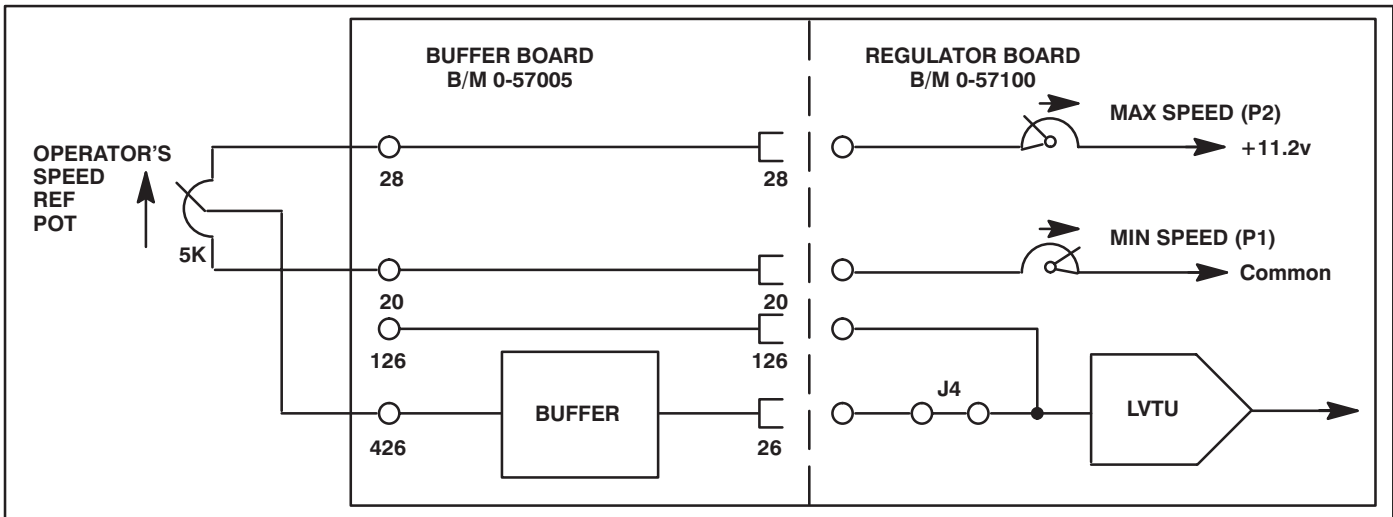 BUFFER BOARD
B/M 0-57005
REGULATOR BOARD
B/M 0-57100
MAX SPEED (P2)
+11.2v
OPERATOR'S
SPEED
REF
POT
5K
28
28
MIN SPEED (P1)
Common
20
20
126
126
J4
BUFFER
LVTU
426
26